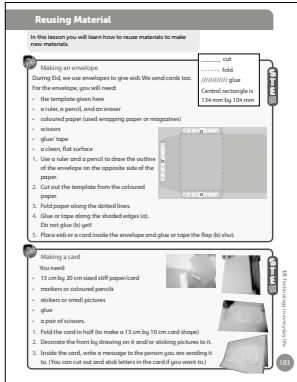 Reusing Material
In this lesson you will learn how to reuse materials to make
new materials.
______ cut
------- fold
//////////// glue
Central rectangle is
134 mm by 104 mm
Making an envelope
During Eid, we use envelopes to give eidi. We send cards too.
For the envelope, you will need:
• the template given here
• a ruler, a pencil, and an eraser
• coloured paper (used wrapping paper or magazines)
• scissors
• glue/ tape
• a clean, flat surface
1. Use a ruler and pencil to draw the outline
of the envelope on the opposite side of the
paper.
2. Cut out the template from the coloured
paper.
3. Fold paper along the dotted lines.
4. Glue or tape along the shaded edges (a).
Do not glue (b) yet!
5. Place eidi or a card inside the envelope and glue or tape the flap (b) shut.
ITEM
Making a card
You need:
• 13 cm by 20 cm sized stiff paper/card
• markers or coloured pencils
• stickers or small pictures
• glue
• a pair of scissors.
1. Fold the card in half (to make a 13 cm by 10 cm card shape)
2. Decorate the front by drawing on it and/or sticking pictures to it.
3. Inside the card, write a message to the person you are sending it
to. (You can cut out and stick letters in the card if you want to.)
10 Technology in everyday life
183